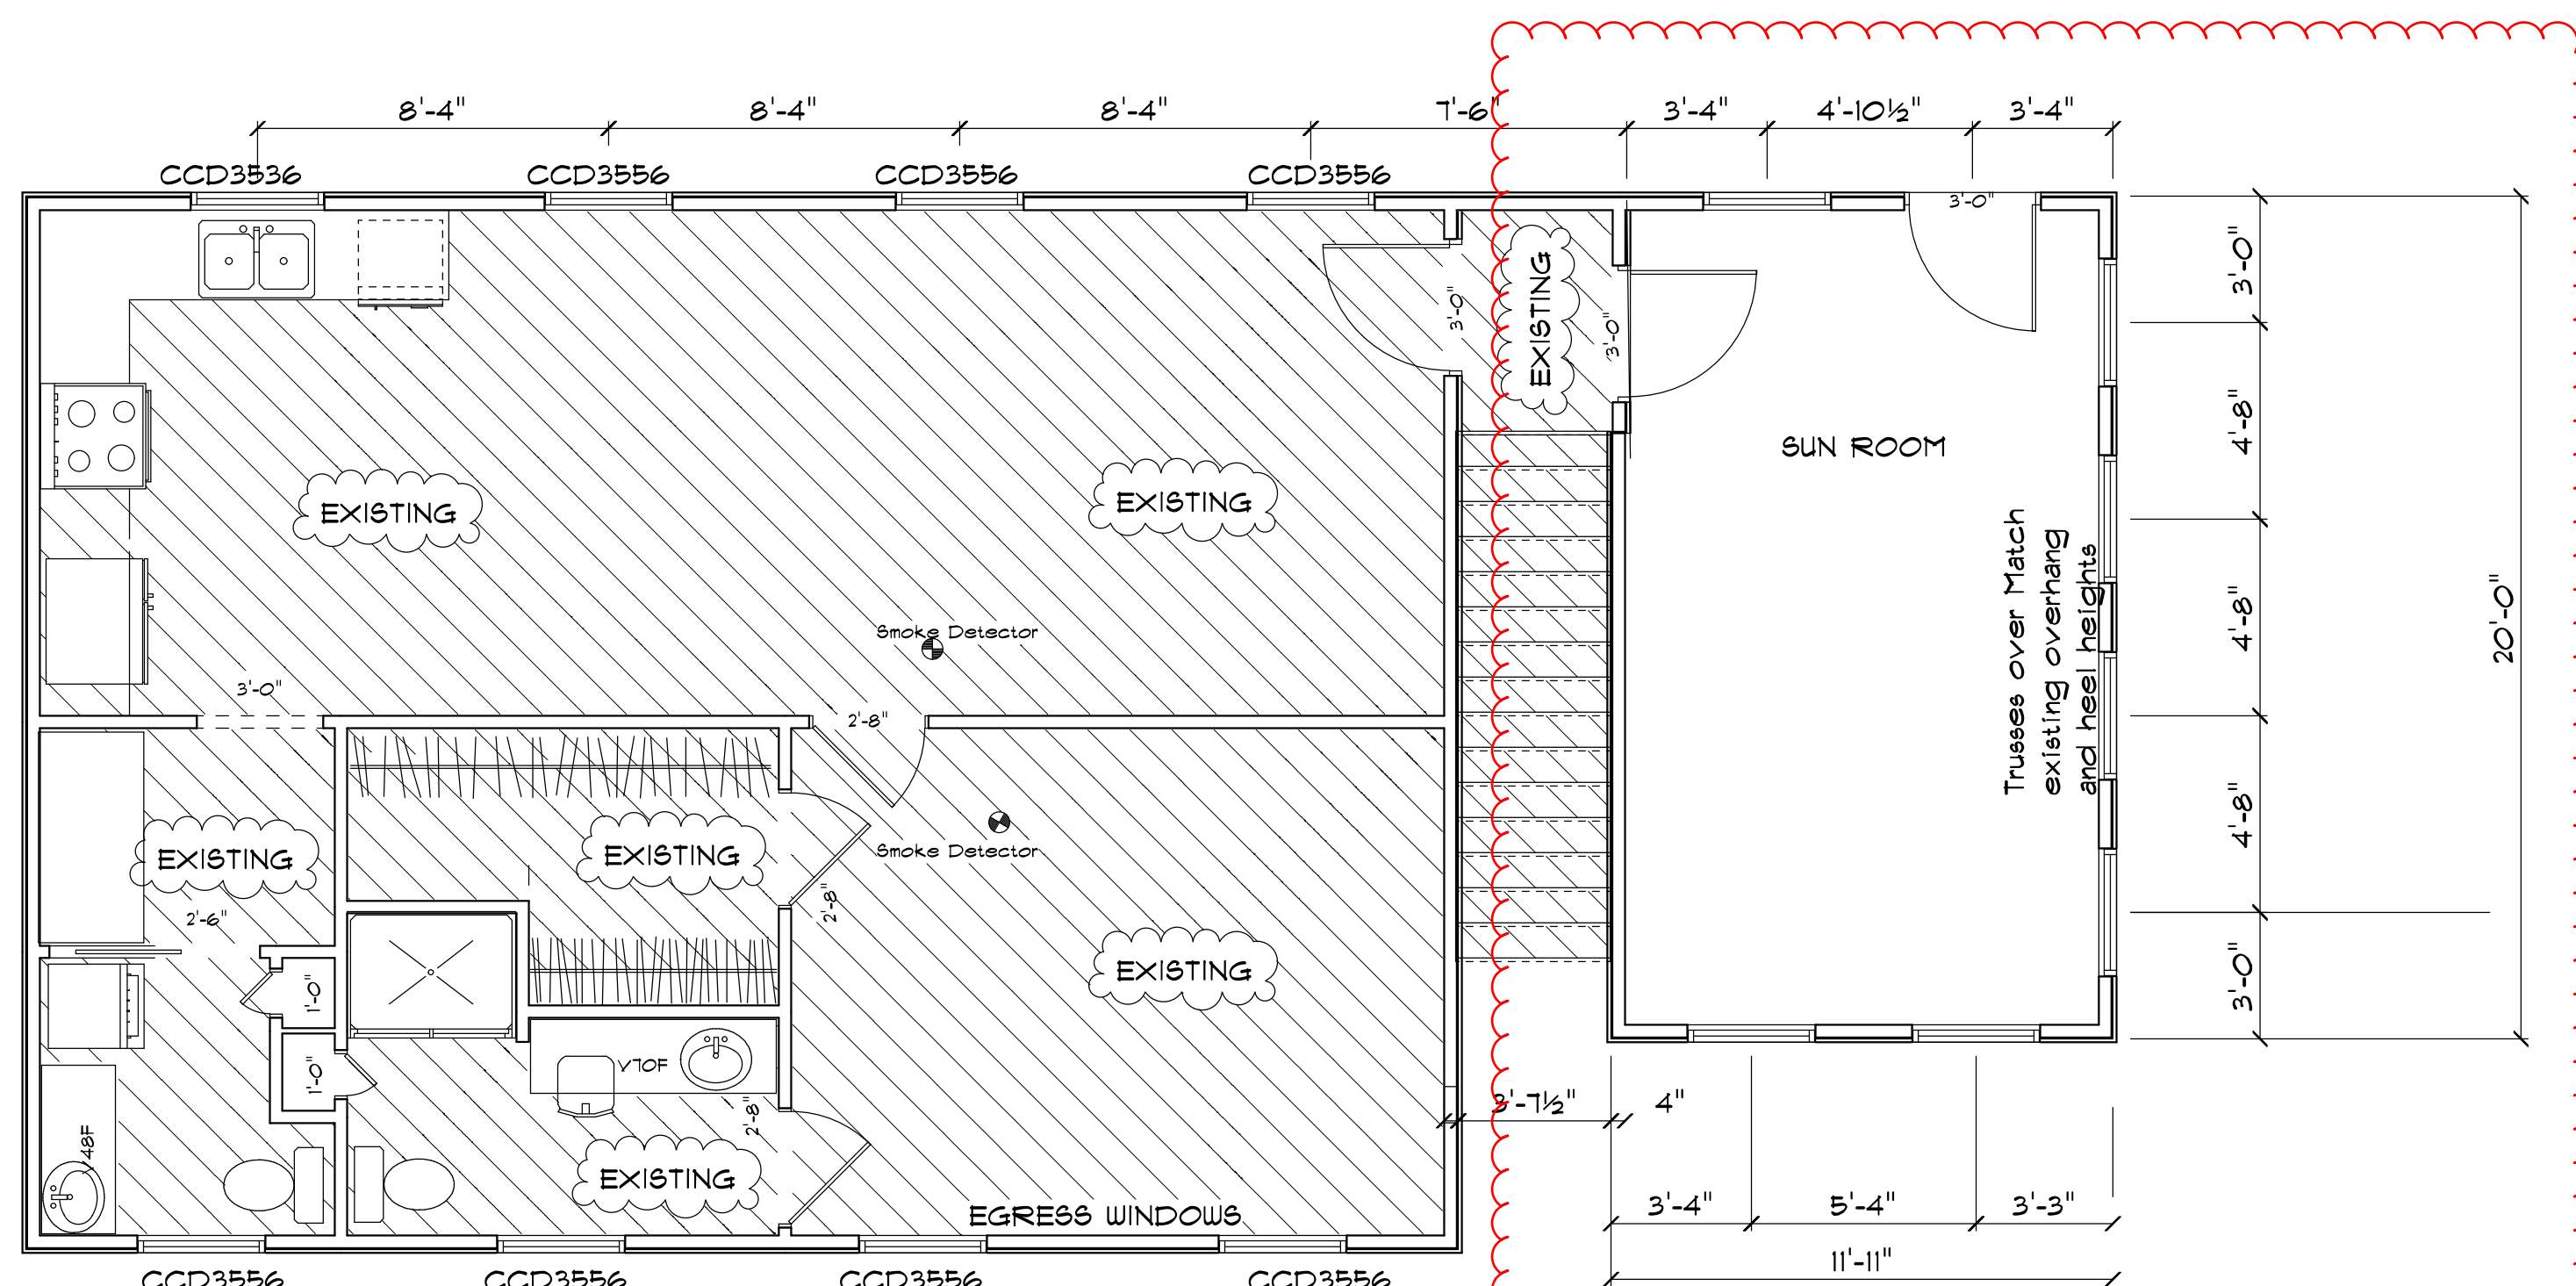 8'-4"
8'-4"
8'-4"
7'-6"
3'-4"
4'-10½"
3'-4"
CCD3536
CCD3556
CCD3556
CCD3556
3'-0"
3'-0"
EXISTING
3'-0"
3'-0"
SUN ROOM
4'-8"
EXISTING
EXISTING
Trusses over Match
existing overhang
and heel heights
4'-8"
20'-0"
Smoke Detector
3'-0"
2'-8"
4'-8"
EXISTING
EXISTING
Smoke Detector
2'-8"
2'-6"
EXISTING
3'-0"
1'-0"
1'-0"
V70F
2'-8"
3'-7½"
4"
V48F
EXISTING
EGRESS WINDOWS
3'-4"
5'-4"
3'-3"
11'-11"
CCD3556
CCD3556
CCD3556
CCD3556